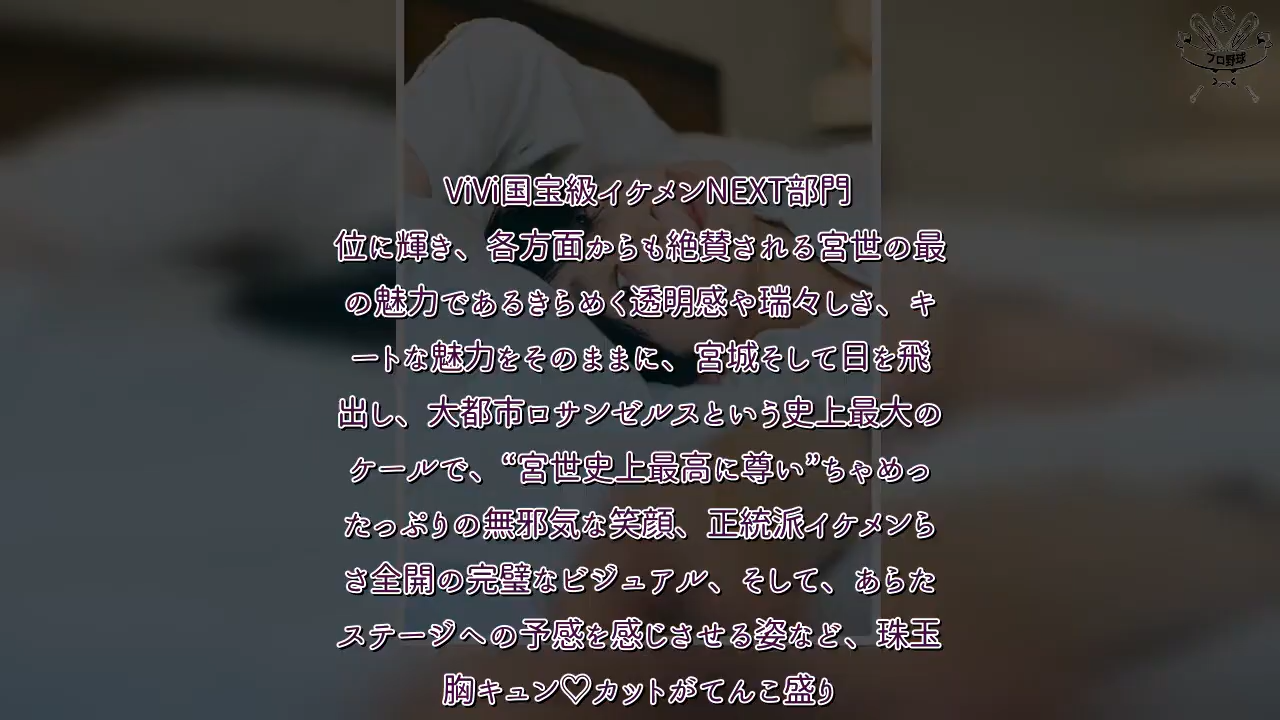 プロ野球
ViVi国宝級イケメンNEXT部門
位に輝き、各方面からも絶賛される宮世の最
の魅力であるきらめく透明感や瑞々しさ、キ
ートな魅力をそのままに、宮城そして日を飛
出し、大都市ロサンゼルスという史上最大の
ケールで、“宮世史上最高に尊い”ちゃめっ
たっぷりの無邪気な笑顔、正統派イケメンら
さ全開の完璧なビジュアル、そして、あらた
ステージへの予感を感じさせる姿など、珠玉
胸キュン♡カットがてんこ盛り